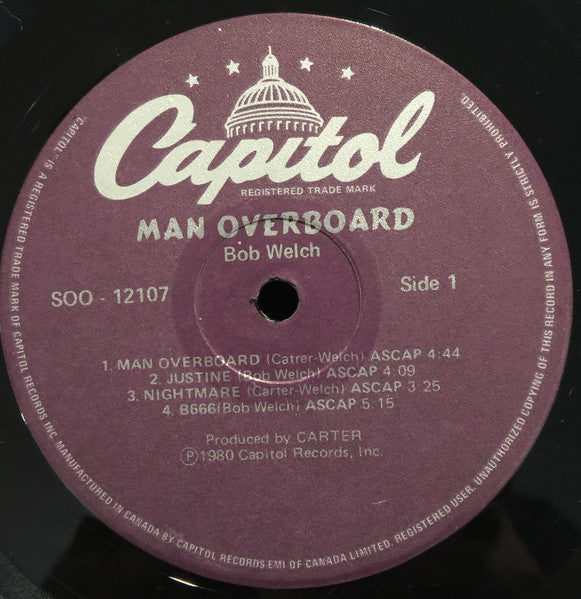 Capitol
REGISTERED TRADE MARK
MAN OVERBOARD
Bob Welch
SOO - 12107
Side 1
1. MAN OVERBOARD (Catrer-Welch) ASCAP 4:44
2. JUSTINE (Bob Welch) ASCAP 4:09
3. NIGHTMARE (Carter-Welch) ASCAP 3:25
4. B666(Bob Welch) ASCAP 5:15
Produced by CARTER
Ⓟ1980 Capitol Records, Inc.
"CAPITOL" IS A REGISTERED TRADE MARK OF CAPITOL RECORDS INC. MANUFACTURED IN CANADA BY CAPITOL RECORDS EMI OF CANADA LIMITED. REGISTERED USER. UNAUTHORIZED COPYING OF THIS RECORD IN ANY FORM IS STRICTLY PROHIBITED.